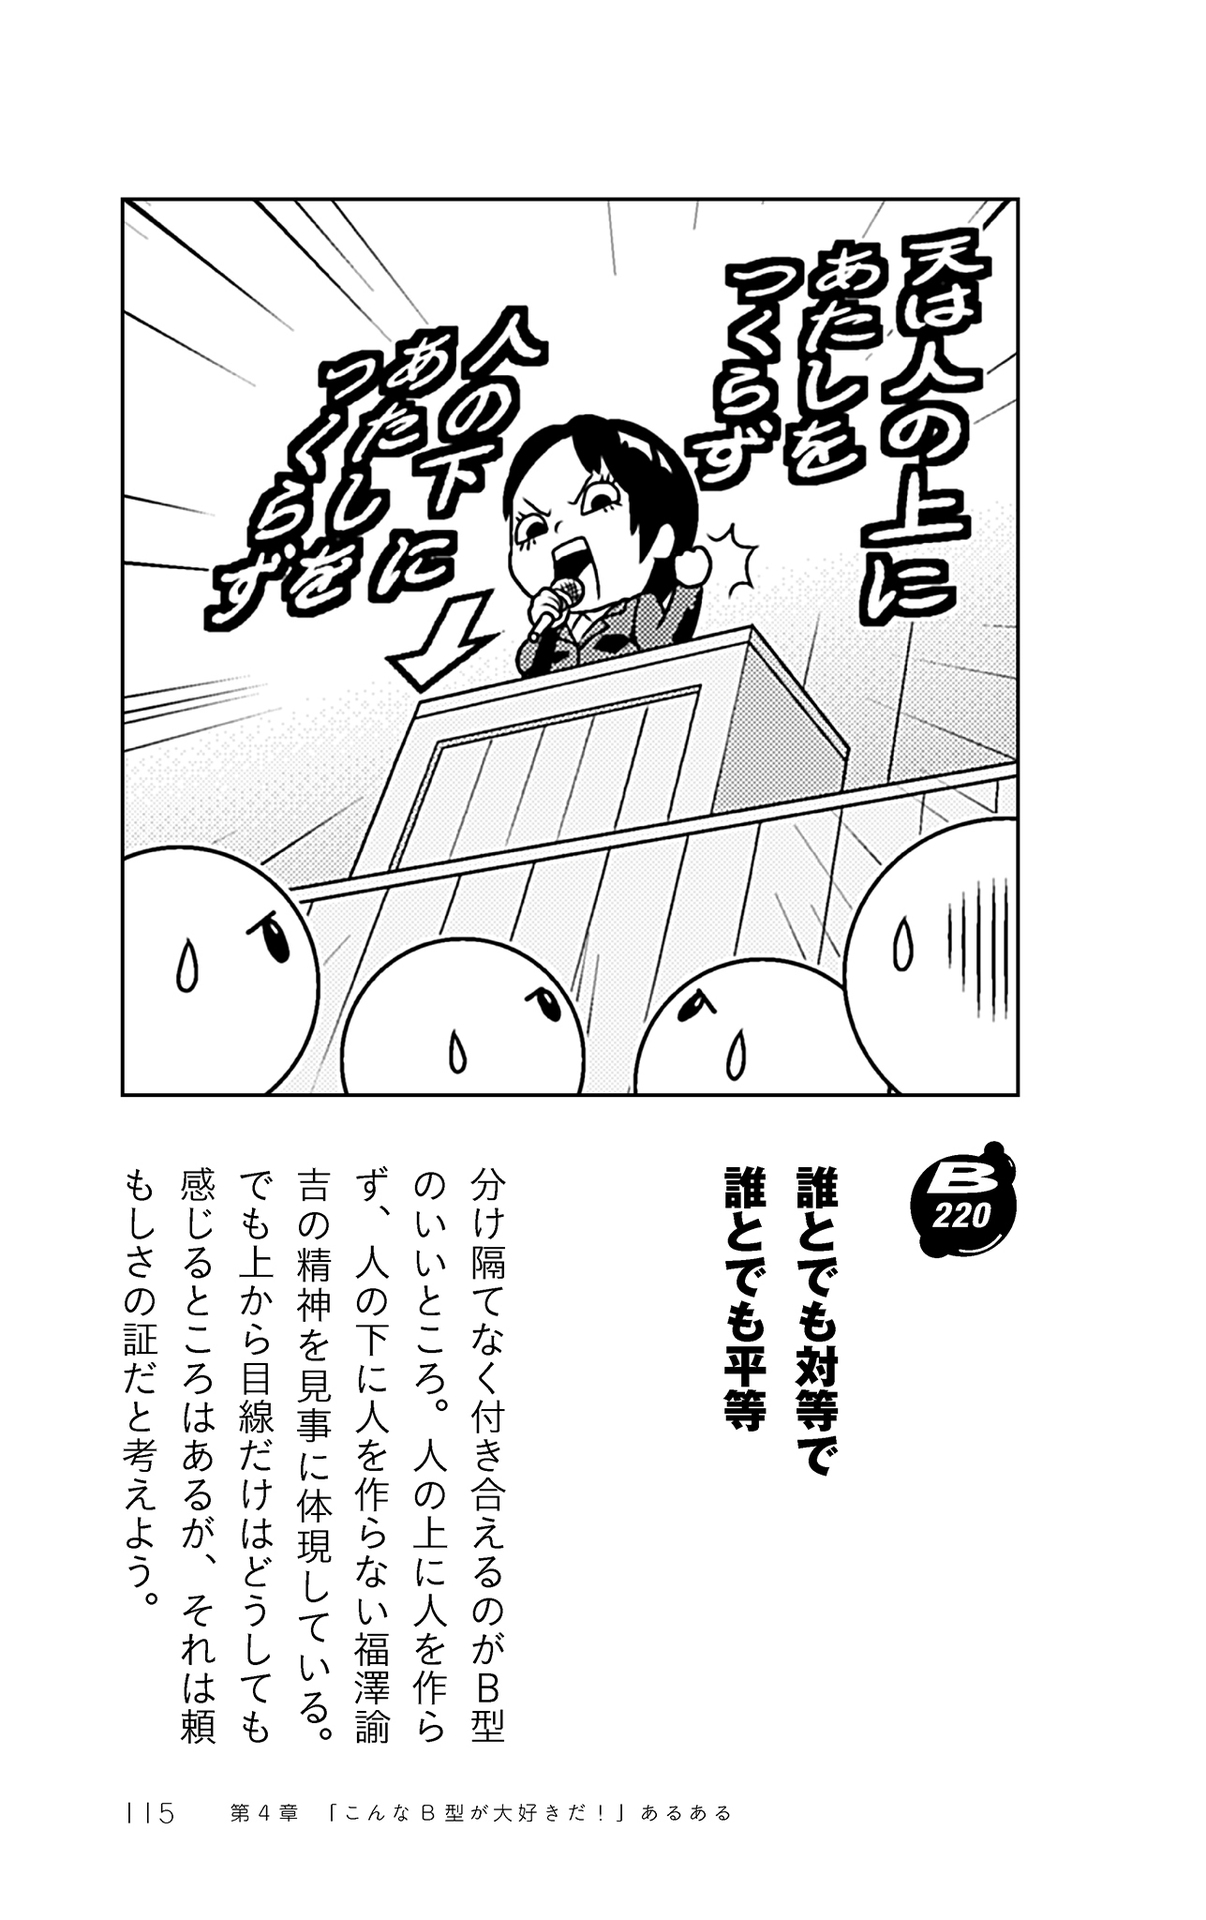 天は人の上に
あたしを
つくらず
人の下に
あたしを
つくらず
B
220
誰とでも対等で
誰とでも平等
分け隔てなく付き合えるのがB型
のいいところ。人の上に人を作ら
ず、人の下に人を作らない福澤諭
吉の精神を見事に体現している。
でも上から目線だけはどうしても
感じるところはあるが、それは頼
もしさの証だと考えよう。
115 第4章 「こんなB型が大好きだ!」あるある